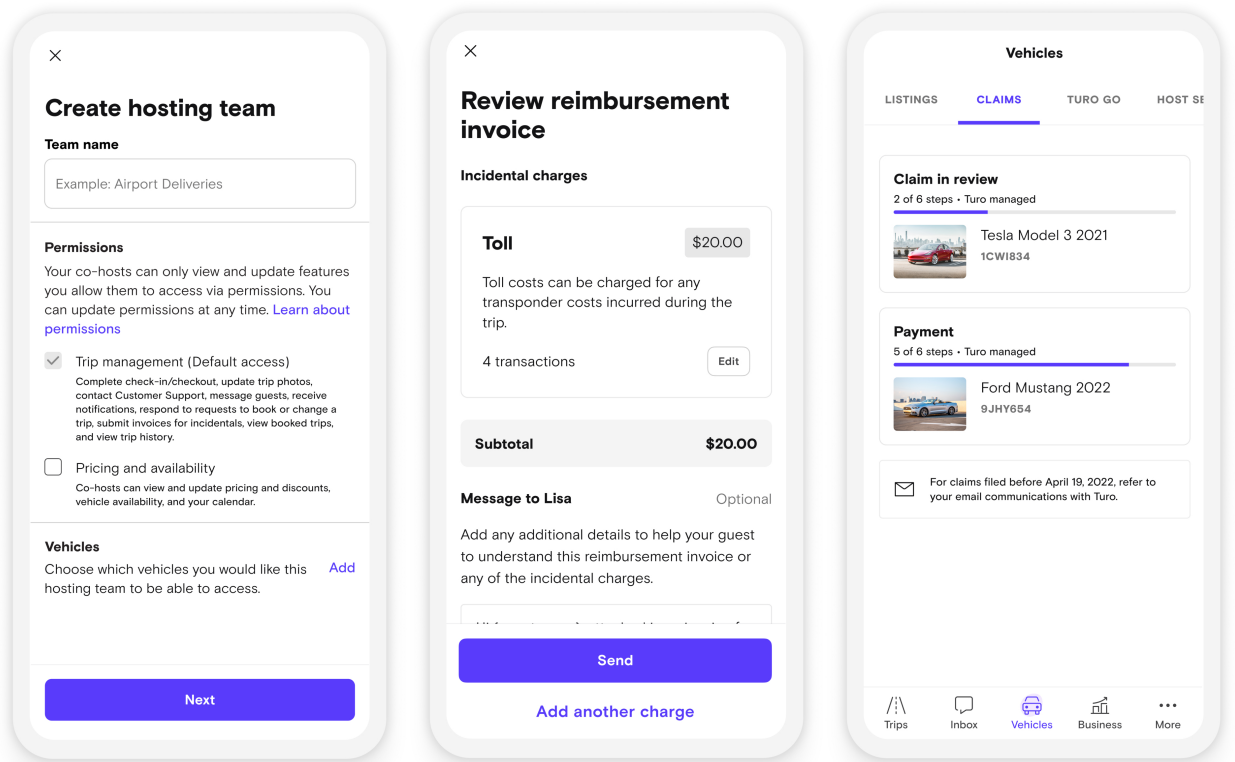 Create hosting team
Team name
Example: Airport Deliveries
Permissions
Your co-hosts can only view and update features
you allow them to access via permissions. You
can update permissions at any time. Learn about
permissions
Trip management (Default access)
Complete check-in/checkout, update trip photos,
contact Customer Support, message guests, receive
notifications, respond to requests to book or change a
trip, submit invoices for incidentals, view booked trips,
and view trip history.
Pricing and availability
Co-hosts can view and update pricing and discounts,
vehicle availability, and your calendar.
Vehicles
Choose which vehicles you would like this
hosting team to be able to access.
Add
Next
Review reimbursement
invoice
Incidental charges
Toll $20.00
Toll costs can be charged for any
transponder costs incurred during the
trip.
4 transactions Edit
Subtotal $20.00
Message to Lisa Optional
Add any additional details to help your guest
to understand this reimbursement invoice or
any of the incidental charges.
Send
Add another charge
Vehicles
LISTINGS CLAIMS TURO GO HOST SE
Claim in review
2 of 6 steps • Turo managed
Tesla Model 3 2021
1CWI834
Payment
5 of 6 steps • Turo managed
Ford Mustang 2022
9JHY654
For claims filed before April 19, 2022, refer to
your email communications with Turo.
Trips Inbox Vehicles Business More